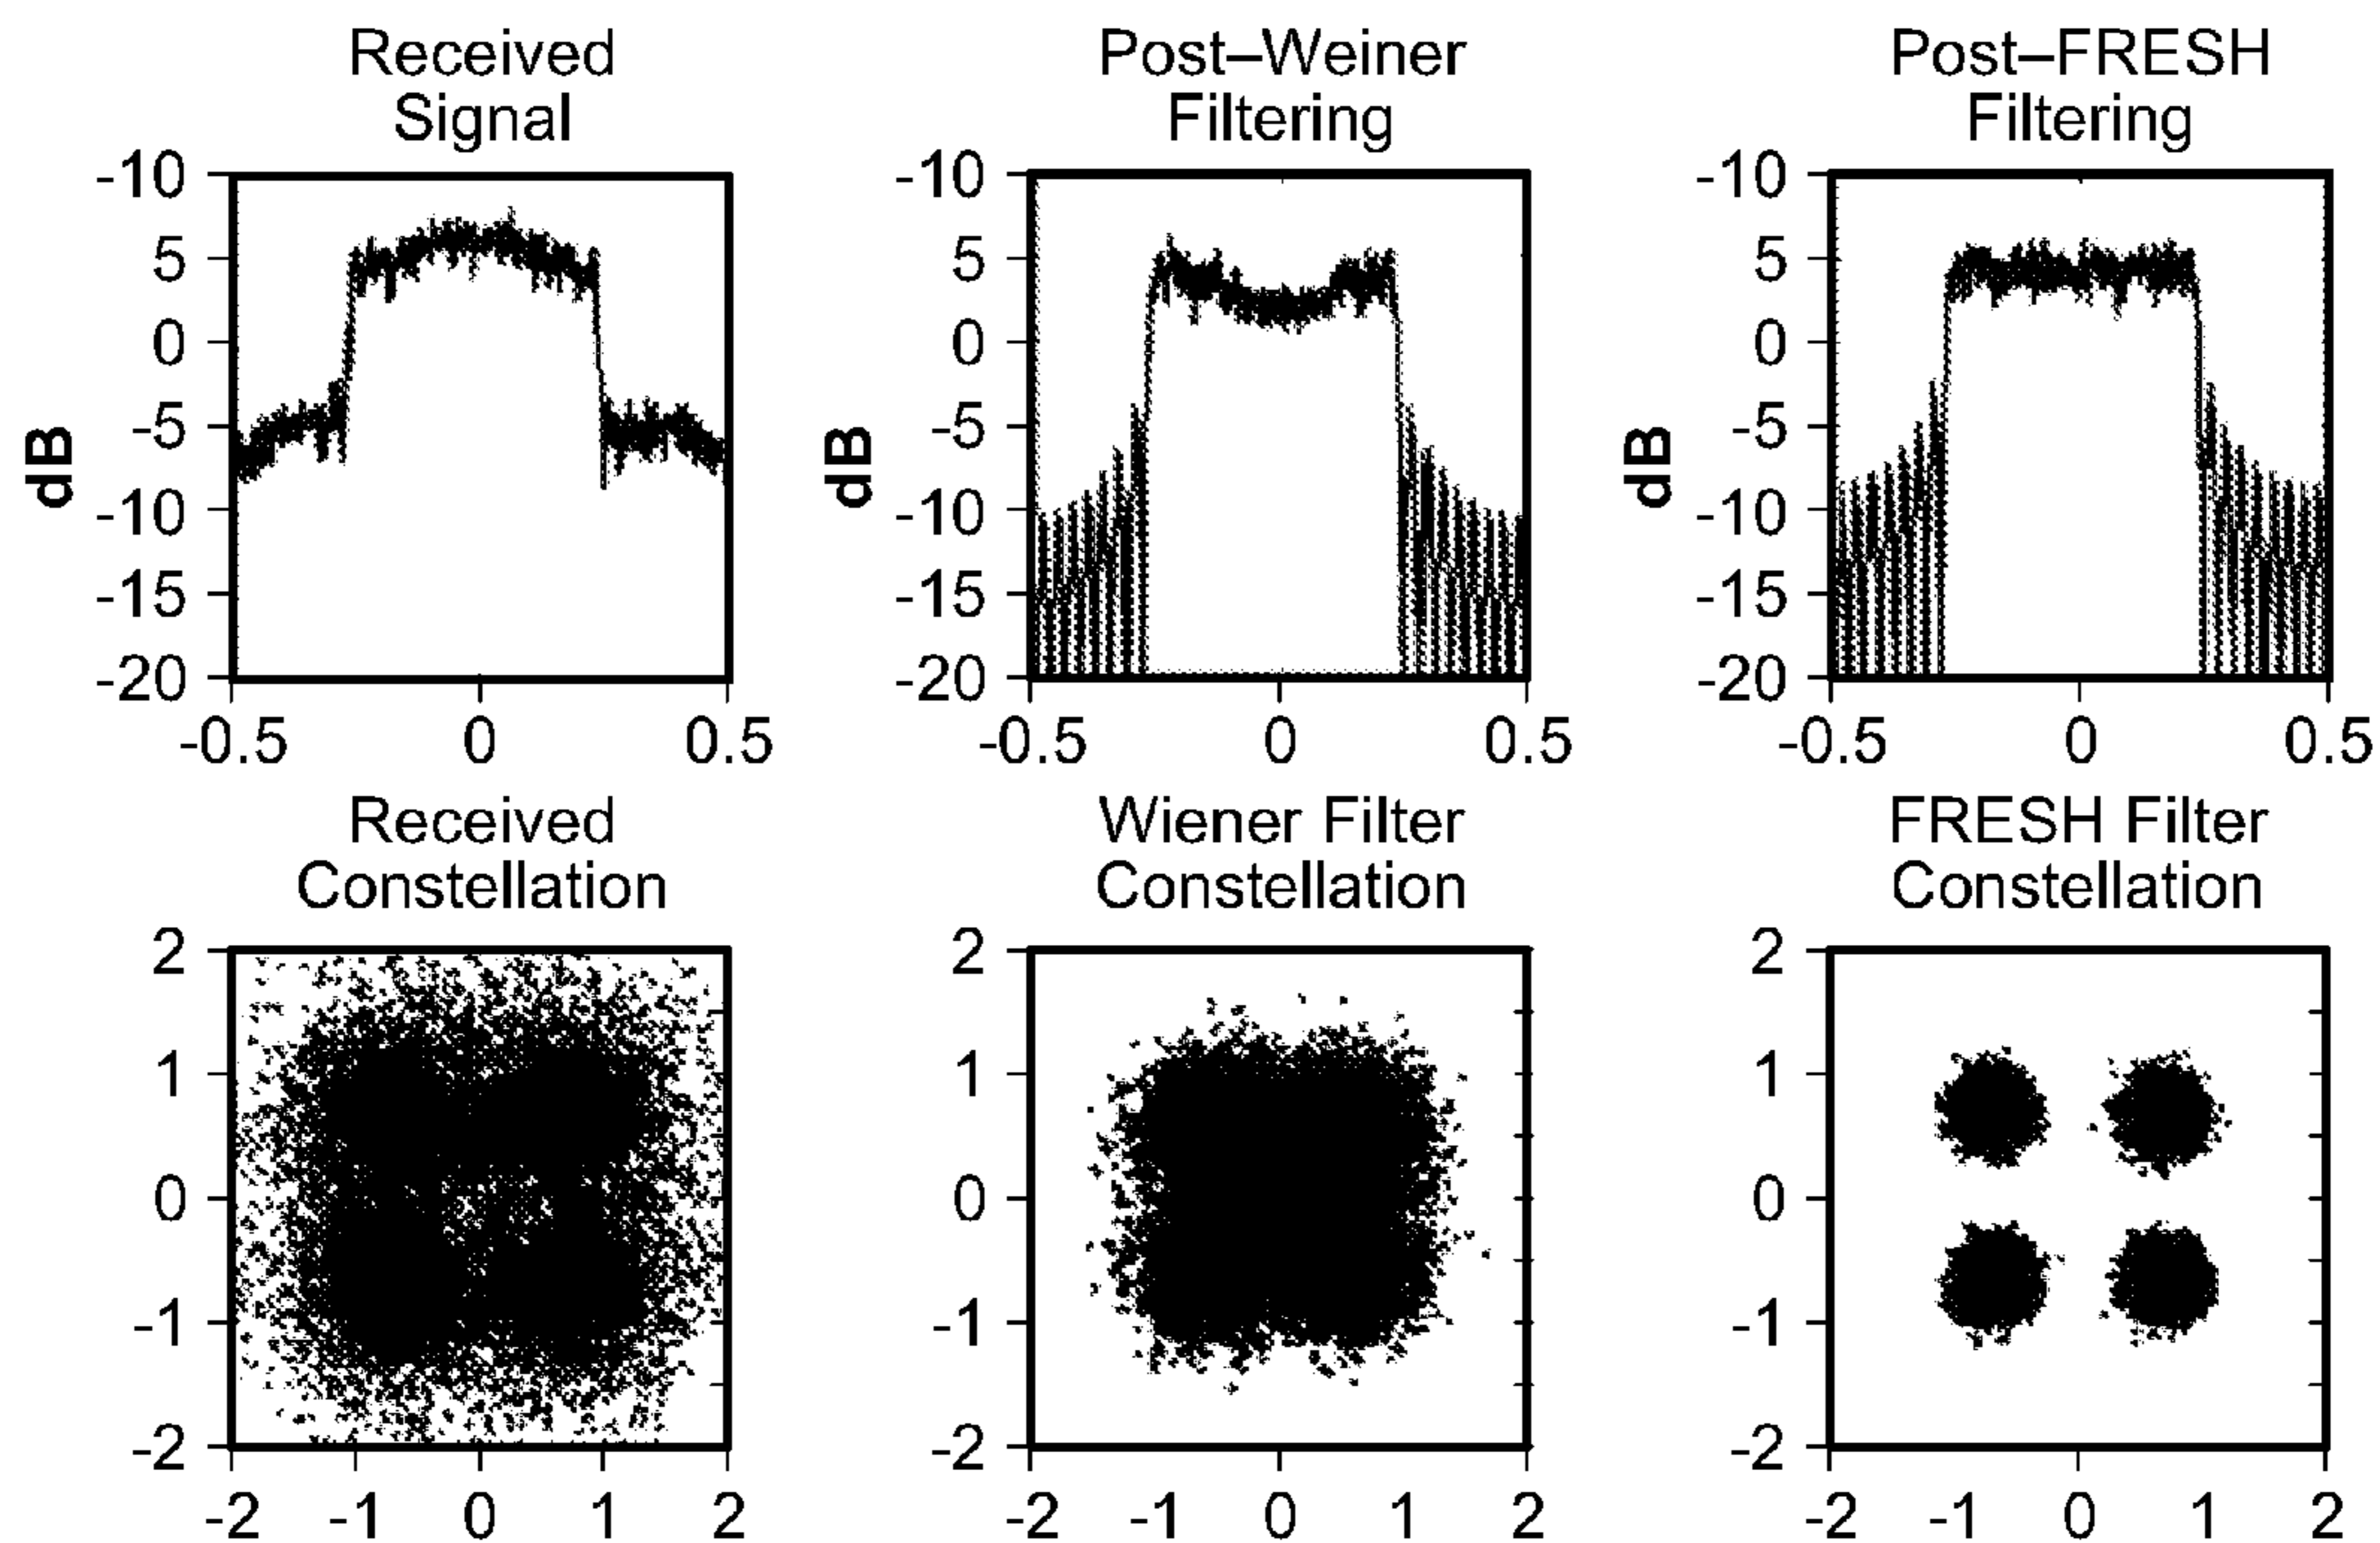 Received
Signal
Post–Weiner
Filtering
Post–FRESH
Filtering
-10
5
0
-5
-10
-15
-20
dB
-0.5 0 0.5
-10
5
0
-5
-10
-15
-20
dB
-0.5 0 0.5
-10
5
0
-5
-10
-15
-20
dB
-0.5 0 0.5
Received
Constellation
Wiener Filter
Constellation
FRESH Filter
Constellation
2
1
0
-1
-2
-2 -1 0 1 2
2
1
0
-1
-2
-2 -1 0 1 2
2
1
0
-1
-2
-2 -1 0 1 2